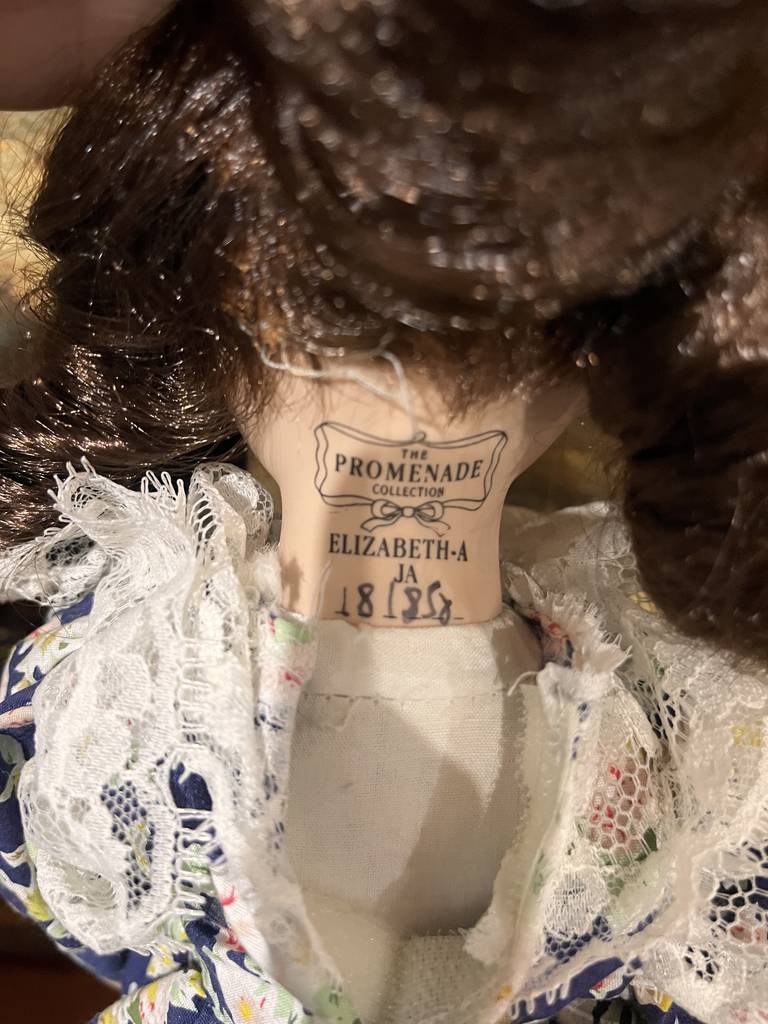 THE
PROMENADE
COLLECTION
ELIZABETH-A
JA